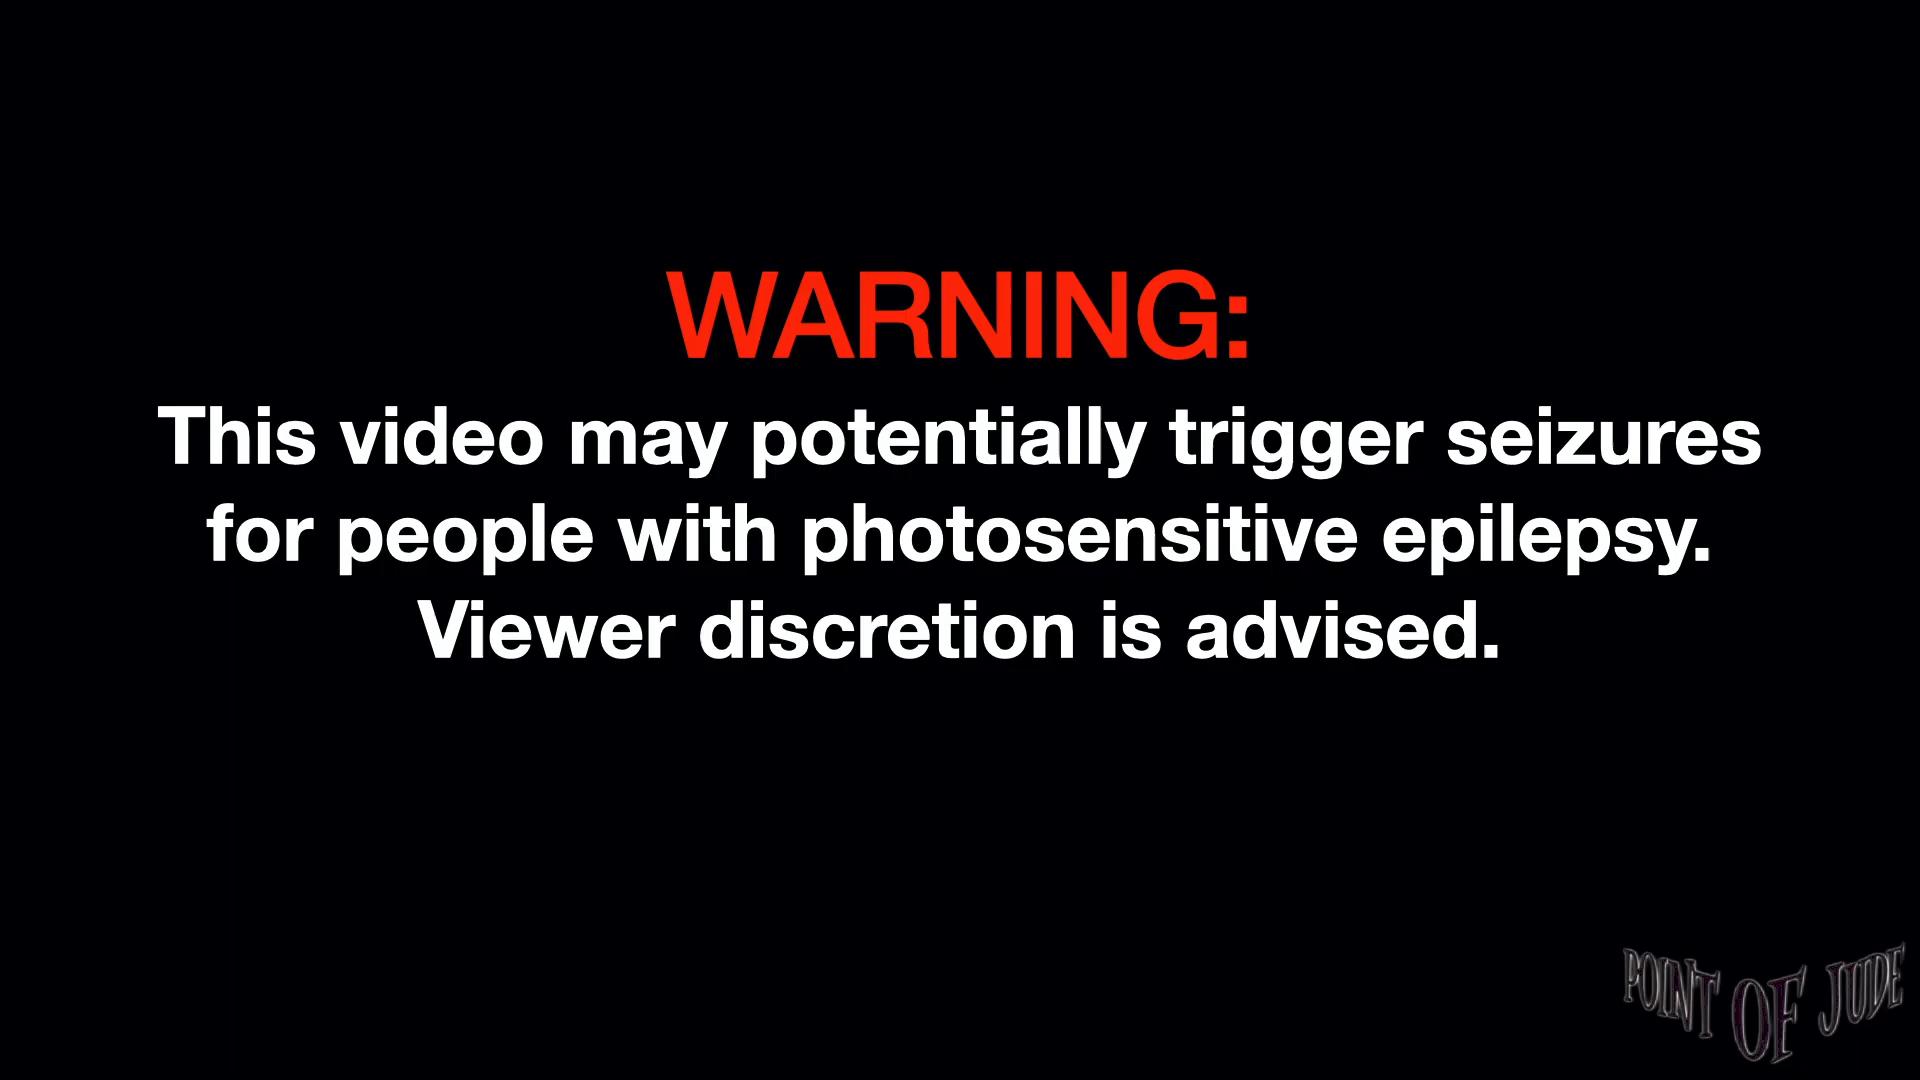 WARNING:
This video may potentially trigger seizures
for people with photosensitive epilepsy.
Viewer discretion is advised.
POINT OF JUDE